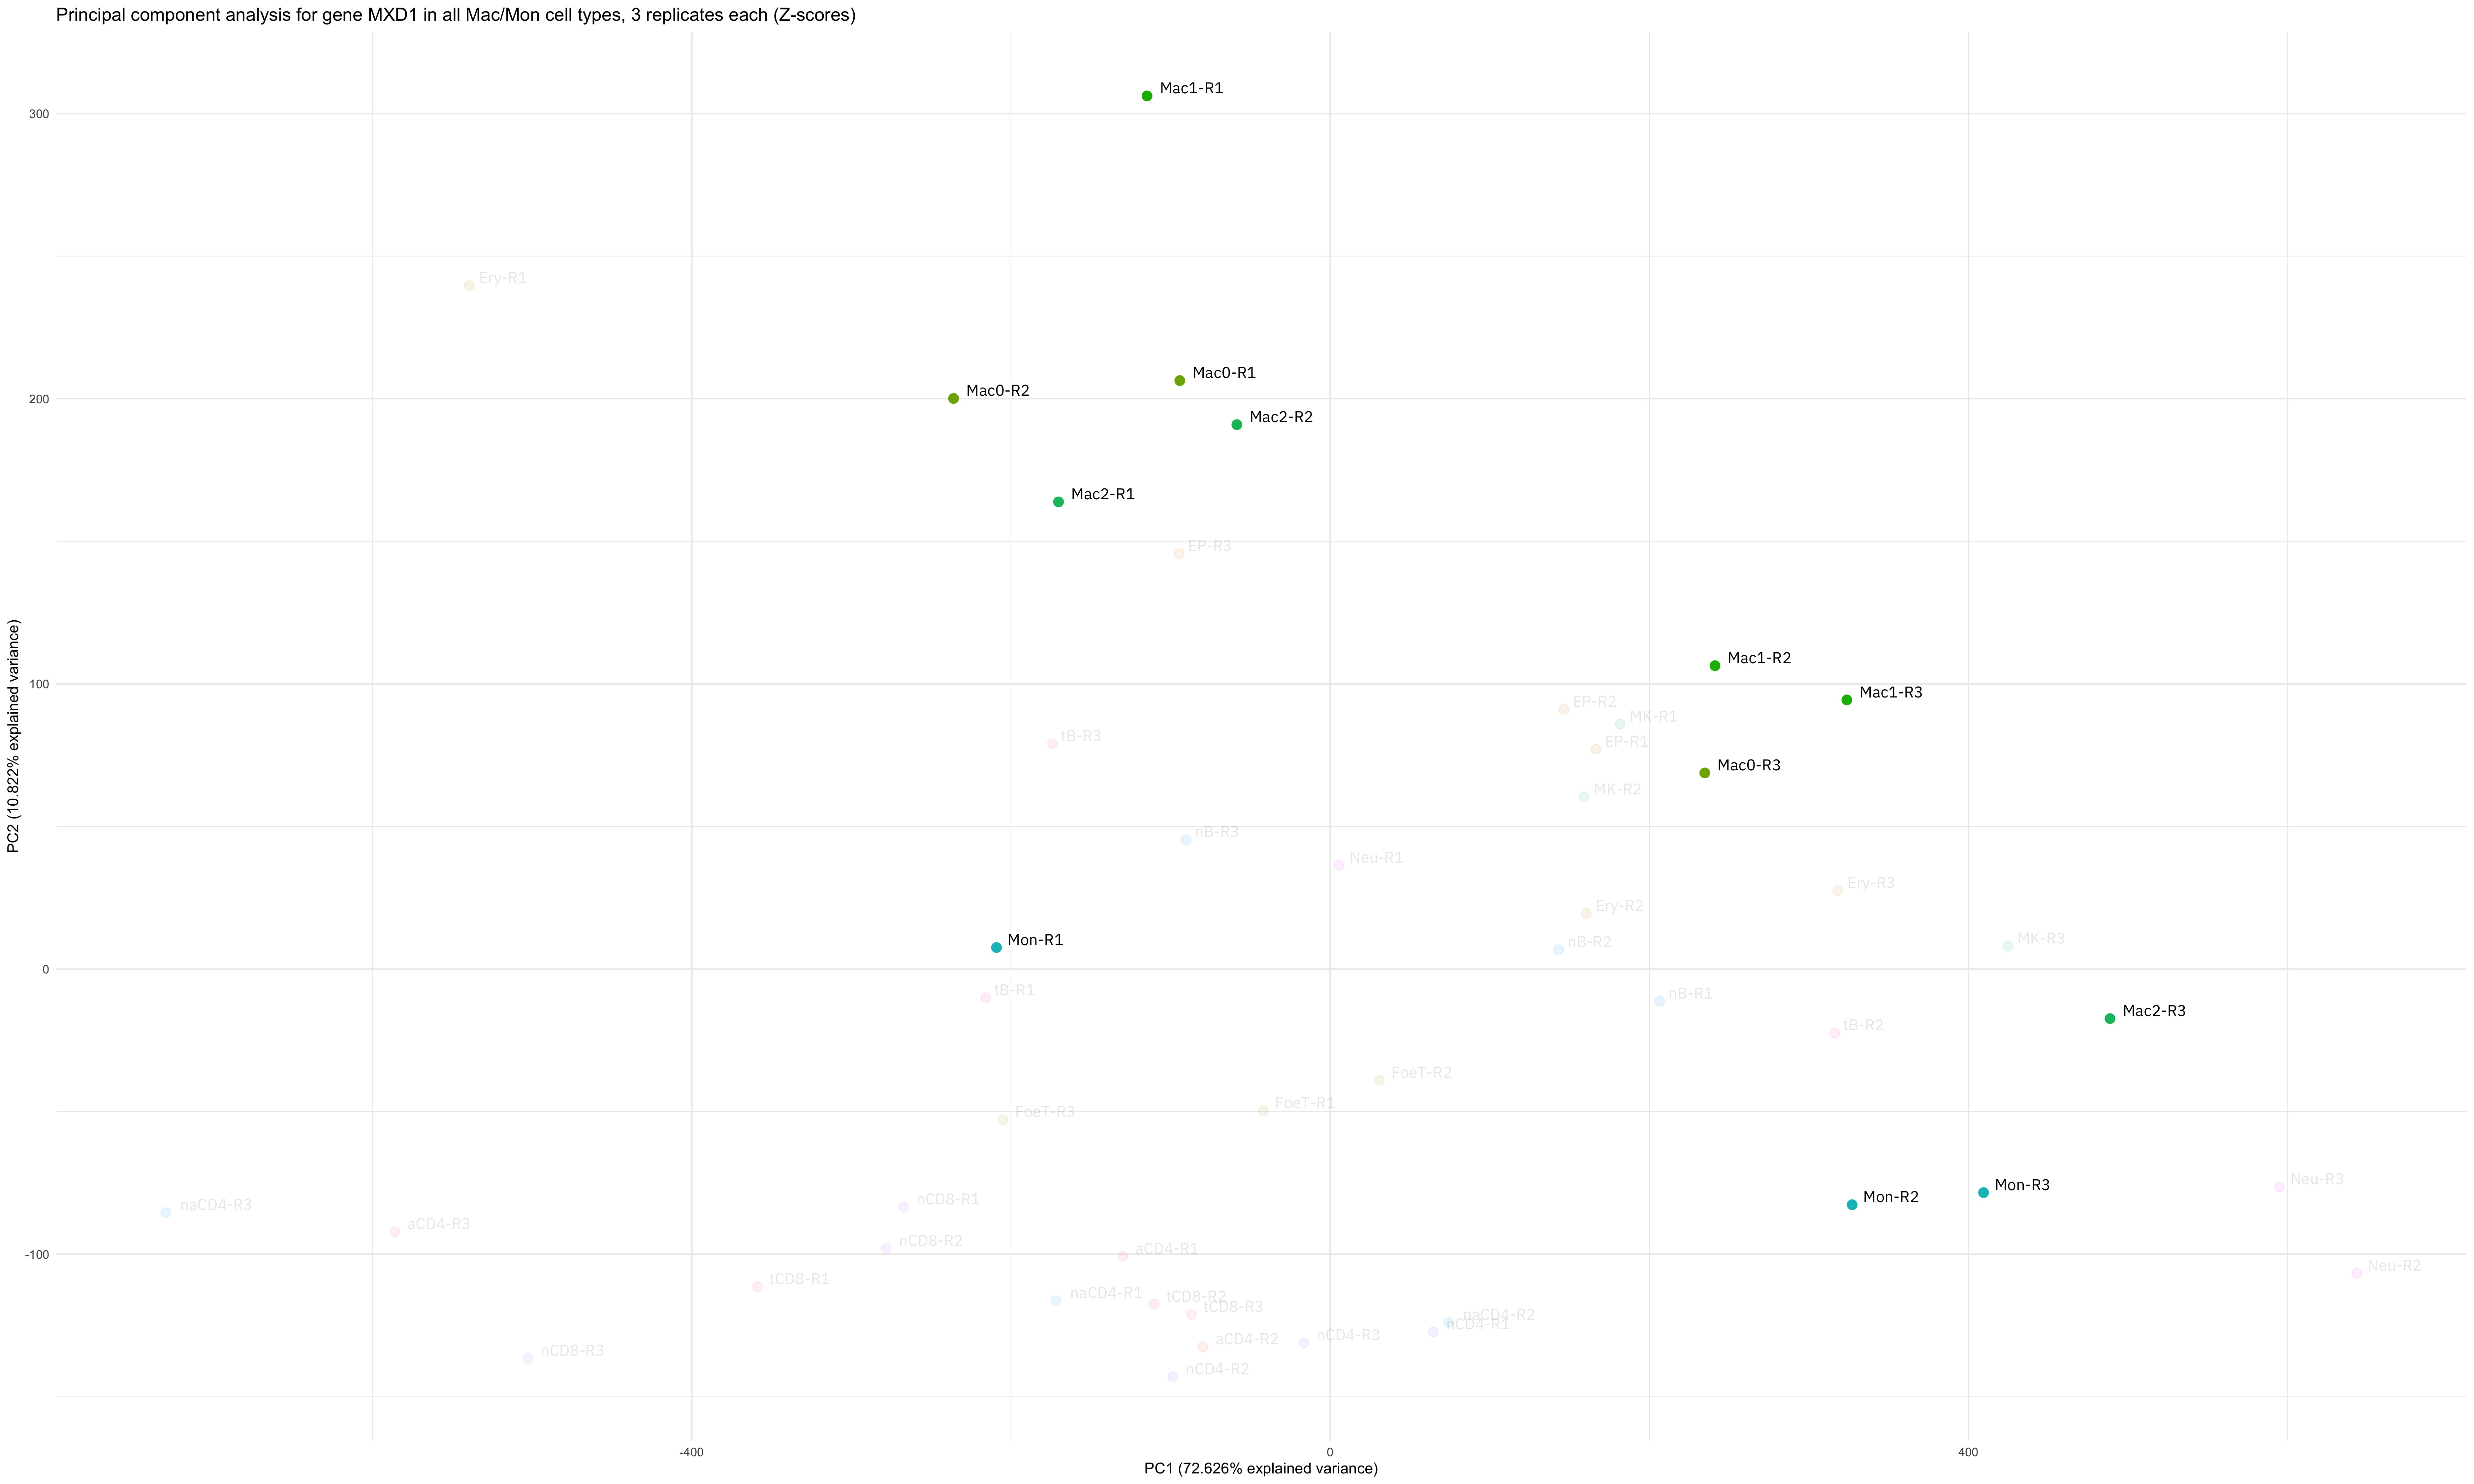 Principal component analysis for gene MXD1 in all Mac/Mon cell types, 3 replicates each (Z-scores)
Mac1-R1
300
Ery-R1
Mac0-R1
Mac0-R2
200
Mac2-R2
Mac2-R1
EP-R3
Mac1-R2
100
Mac1-R3
EP-R2
MK-R1
tB-R3
EP-R1
Mac0-R3
MK-R2
nB-R3
Neu-R1
Ery-R3
Ery-R2
Mon-R1
nB-R2
MK-R3
0
tB-R1
nB-R1
Mac2-R3
tB-R2
FoeT-R2
FoeT-R1
FoeT-R3
Neu-R3
Mon-R3
Mon-R2
nCD8-R1
naCD4-R3
aCD4-R3
nCD8-R2
aCD4-R1
-100
Neu-R2
tCD8-R1
naCD4-R1
tCD8-R2
tCD8-R3
naCD4-R2
nCD4-R1
nCD4-R3
aCD4-R2
nCD8-R3
nCD4-R2
-400
0
400
PC1 (72.626% explained variance)
PC2 (10.822% explained variance)